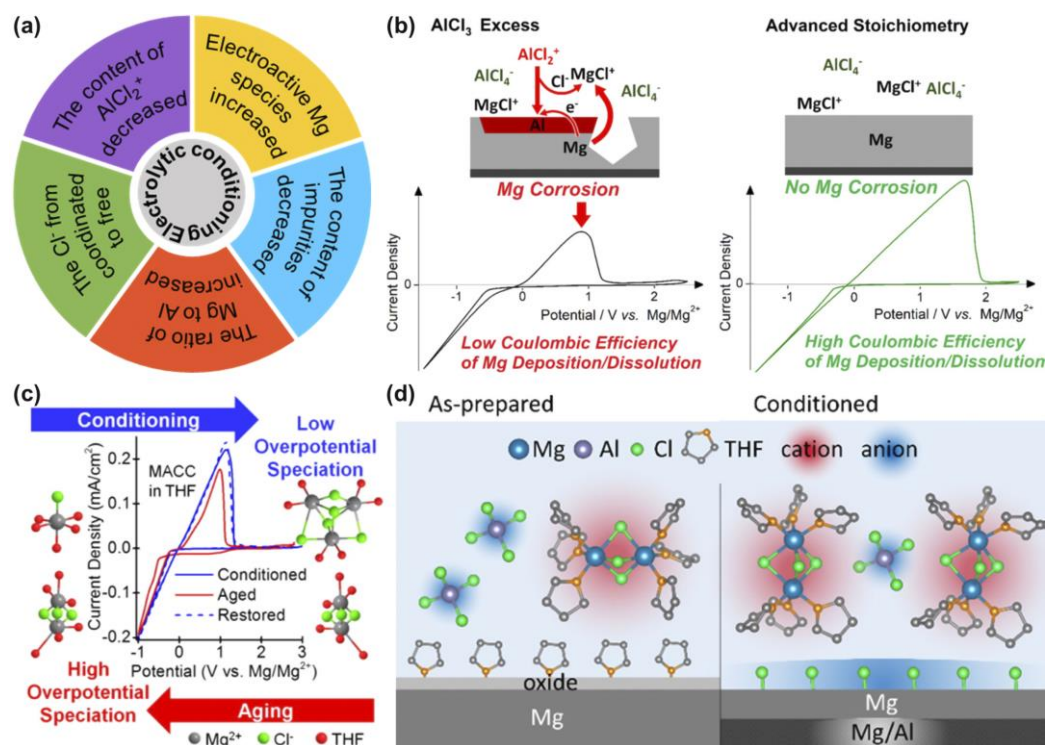 (a)
The content of
AlCl₂⁺
decreased
Electroactive Mg
species
increased
The content of
impurities
decreased
The ratio of
Mg to Al
increased
The Cl⁻ from
coordinated
to free
Electrolytic conditioning
(b)
AlCl₃ Excess
AlCl₂⁺
AlCl₄⁻
Cl⁻
MgCl⁺
AlCl₄⁻
MgCl⁺
e⁻
Al
Mg
Mg Corrosion
Current Density
0
-1
0
1
2
Potential / V vs. Mg/Mg²⁺
Low Coulombic Efficiency
of Mg Deposition/Dissolution
Advanced Stoichiometry
AlCl₄⁻
MgCl⁺
MgCl⁺
AlCl₄⁻
Mg
No Mg Corrosion
Current Density
0
-1
0
2
Potential / V vs. Mg/Mg²⁺
High Coulombic Efficiency
of Mg Deposition/Dissolution
(c)
Conditioning
Low
Overpotential
Speciation
MACC
in THF
Current Density (mA/cm²)
0.2
0.1
0.0
-0.1
-0.2
Conditioned
Aged
Restored
-1
0
1
2
3
Potential (V vs. Mg/Mg²⁺)
High
Overpotential
Speciation
Aging
Mg²⁺
Cl⁻
THF
(d)
As-prepared
Conditioned
Mg
Al
Cl
THF
cation
anion
oxide
Mg
Mg
Mg/Al